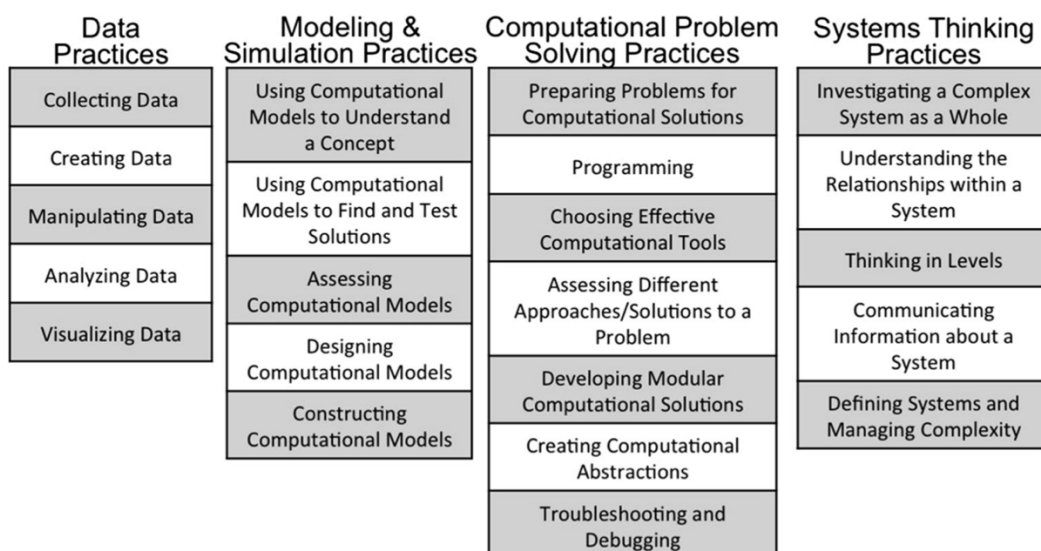 Data
Practices
Collecting Data
Creating Data
Manipulating Data
Analyzing Data
Visualizing Data
Modeling &
Simulation Practices
Using Computational
Models to Understand
a Concept
Using Computational
Models to Find and Test
Solutions
Assessing
Computational Models
Designing
Computational Models
Constructing
Computational Models
Computational Problem
Solving Practices
Preparing Problems for
Computational Solutions
Programming
Choosing Effective
Computational Tools
Assessing Different
Approaches/Solutions to a
Problem
Developing Modular
Computational Solutions
Creating Computational
Abstractions
Troubleshooting and
Debugging
Systems Thinking
Practices
Investigating a Complex
System as a Whole
Understanding the
Relationships within a
System
Thinking in Levels
Communicating
Information about a
System
Defining Systems and
Managing Complexity